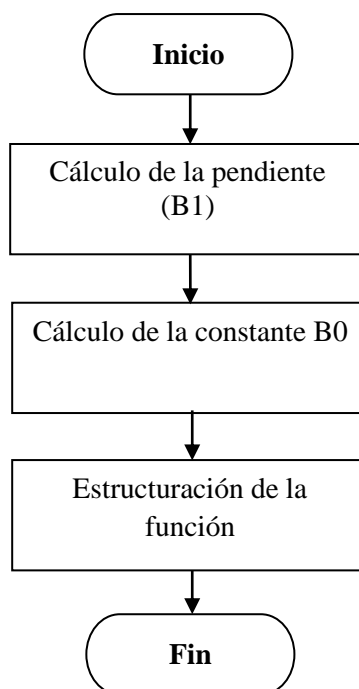 Inicio
Cálculo de la pendiente
(B1)
Cálculo de la constante B0
Estructuración de la
función
Fin